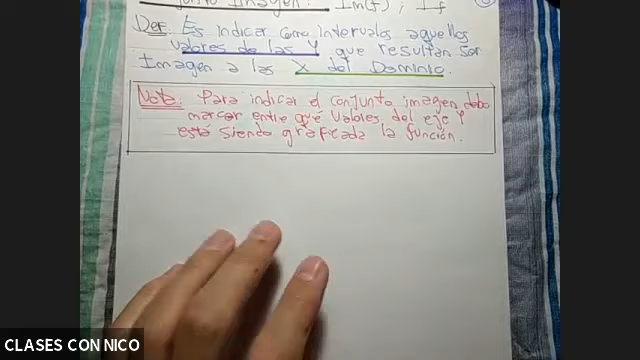 junto Imagen: Im(f) ; If
Def: Es indicar como intervalos aquellos
valores de las Y que resultan ser
Imagen a las X del Dominio.
Nota: Para indicar el conjunto imagen debo
marcar entre qué valores del eje Y
está siendo graficada la función.
CLASES CON NICO